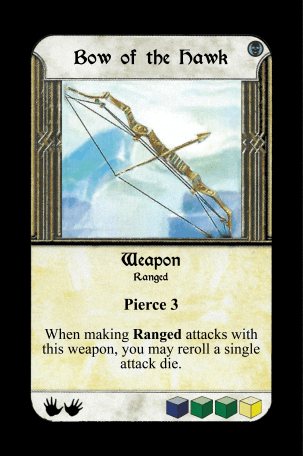 Bow of the Hawk
Weapon
Ranged
Pierce 3
When making Ranged attacks with
this weapon, you may reroll a single
attack die.